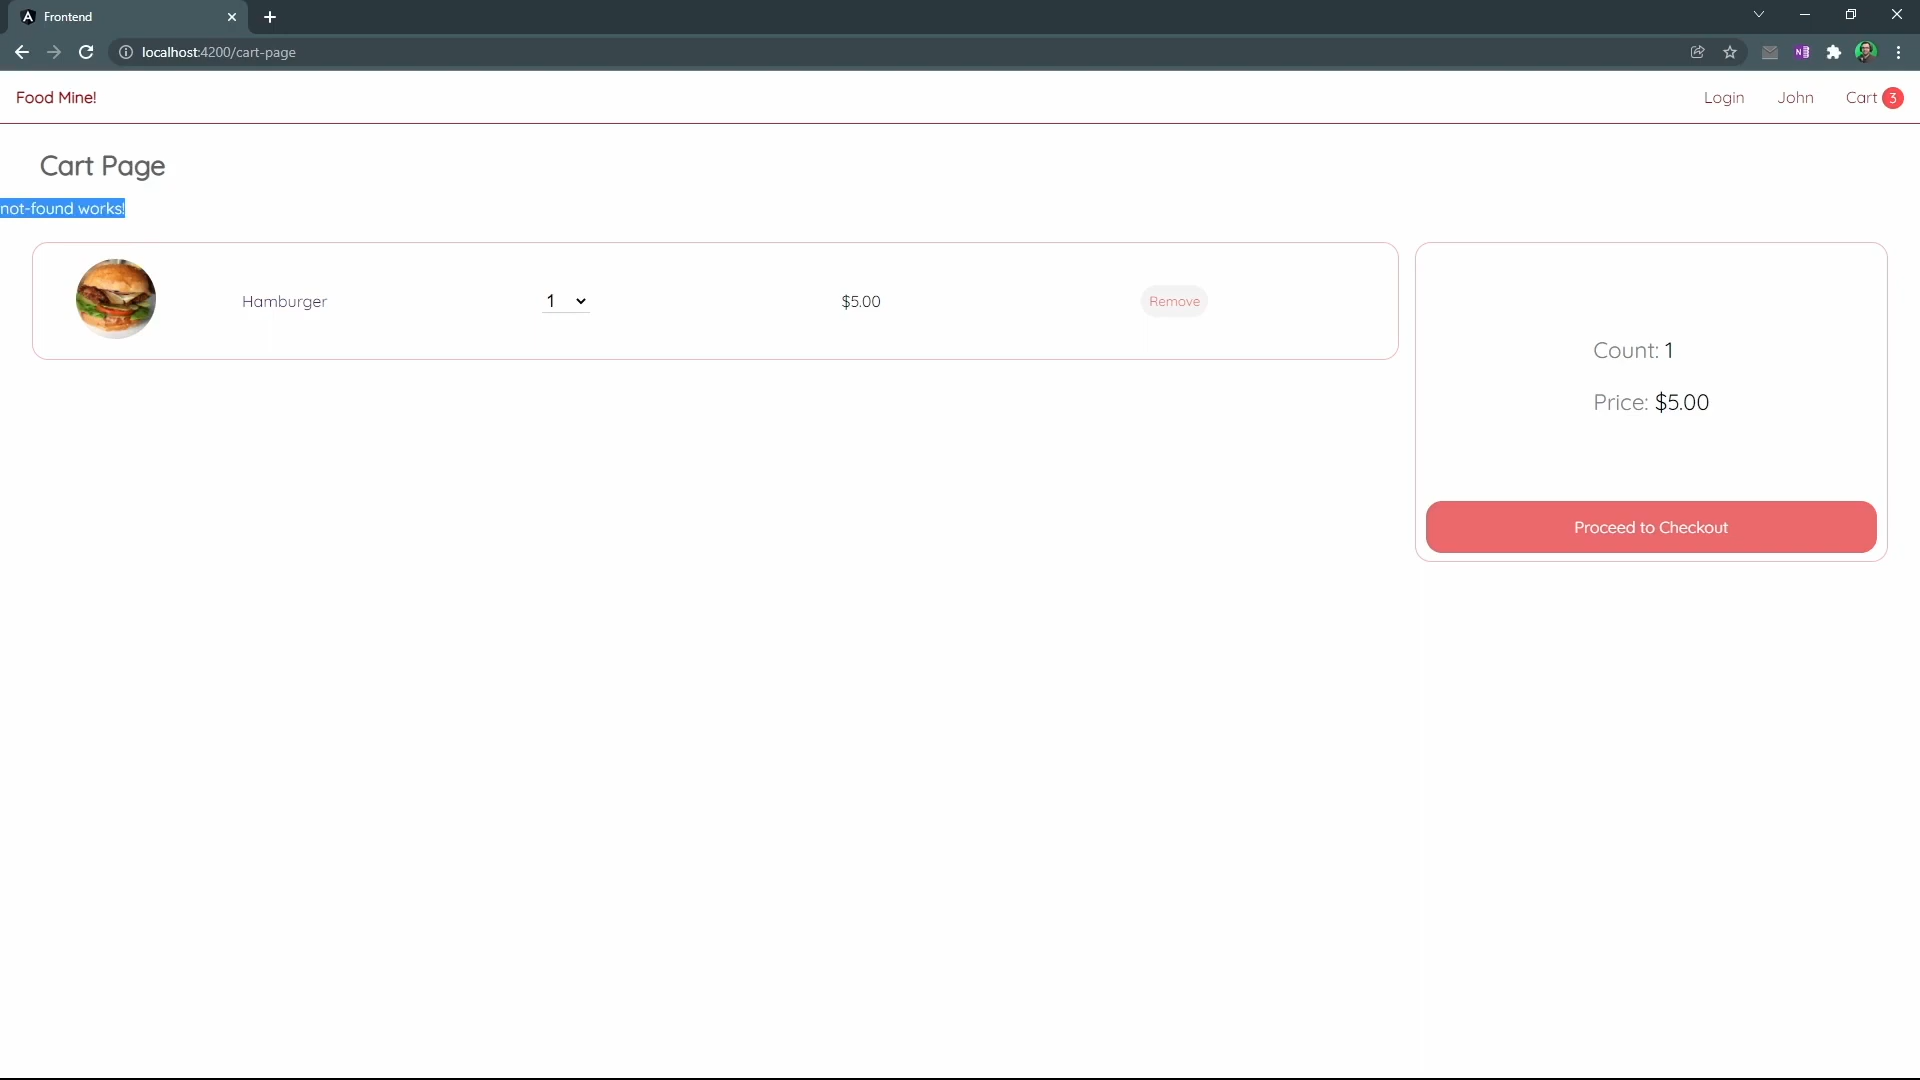 Frontend
localhost:4200/cart-page
Food Mine!
Login John Cart 3
Cart Page
not-found works!
Hamburger 1 $5.00 Remove
Count: 1
Price: $5.00
Proceed to Checkout